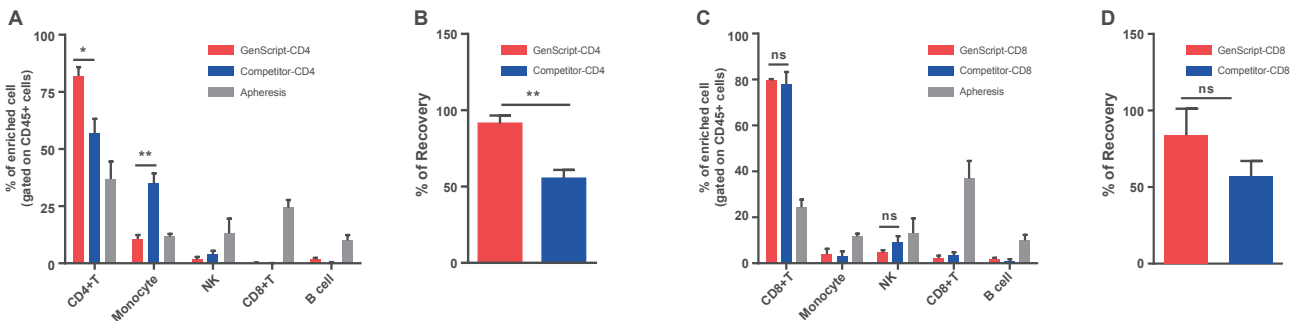 A
% of enriched cell
(gated on CD45+ cells)
100
75
50
25
0
*
**
GenScript-CD4
Competitor-CD4
Apheresis
CD4+T
Monocyte
NK
CD8+T
B cell
B
% of Recovery
150
100
50
0
GenScript-CD4
Competitor-CD4
**
C
% of enriched cell
(gated on CD45+ cells)
100
80
60
40
20
0
ns
ns
GenScript-CD8
Competitor-CD8
Apheresis
CD8+T
Monocyte
NK
CD8+T
B cell
D
% of Recovery
150
100
50
0
GenScript-CD8
Competitor-CD8
ns